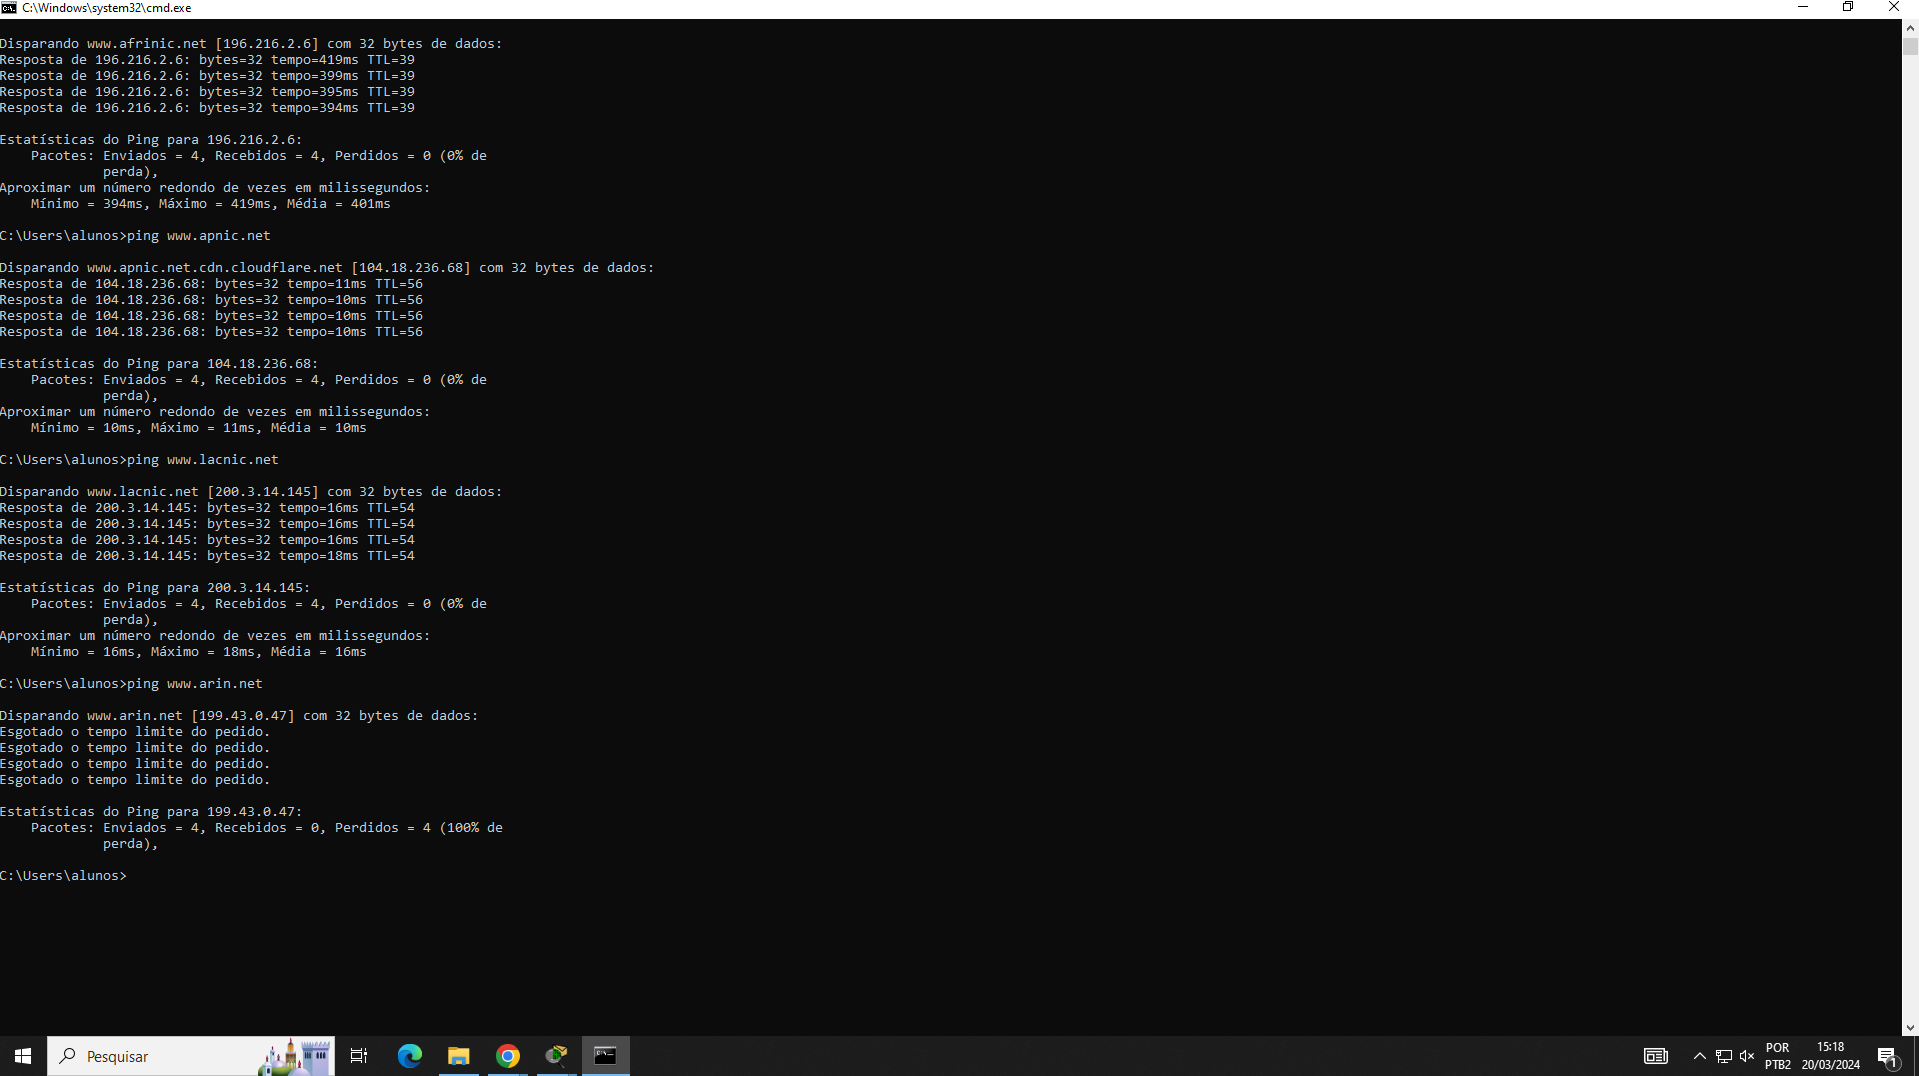 C:\Windows\system32\cmd.exe
Disparando www.afrinic.net [196.216.2.6] com 32 bytes de dados:
Resposta de 196.216.2.6: bytes=32 tempo=419ms TTL=39
Resposta de 196.216.2.6: bytes=32 tempo=399ms TTL=39
Resposta de 196.216.2.6: bytes=32 tempo=395ms TTL=39
Resposta de 196.216.2.6: bytes=32 tempo=394ms TTL=39
Estatísticas do Ping para 196.216.2.6:
Pacotes: Enviados = 4, Recebidos = 4, Perdidos = 0 (0% de
perda),
Aproximar um número redondo de vezes em milissegundos:
Mínimo = 394ms, Máximo = 419ms, Média = 401ms
C:\Users\alunos>ping www.apnic.net
Disparando www.apnic.net.cdn.cloudflare.net [104.18.236.68] com 32 bytes de dados:
Resposta de 104.18.236.68: bytes=32 tempo=11ms TTL=56
Resposta de 104.18.236.68: bytes=32 tempo=10ms TTL=56
Resposta de 104.18.236.68: bytes=32 tempo=10ms TTL=56
Resposta de 104.18.236.68: bytes=32 tempo=10ms TTL=56
Estatísticas do Ping para 104.18.236.68:
Pacotes: Enviados = 4, Recebidos = 4, Perdidos = 0 (0% de
perda),
Aproximar um número redondo de vezes em milissegundos:
Mínimo = 10ms, Máximo = 11ms, Média = 10ms
C:\Users\alunos>ping www.lacnic.net
Disparando www.lacnic.net [200.3.14.145] com 32 bytes de dados:
Resposta de 200.3.14.145: bytes=32 tempo=16ms TTL=54
Resposta de 200.3.14.145: bytes=32 tempo=16ms TTL=54
Resposta de 200.3.14.145: bytes=32 tempo=16ms TTL=54
Resposta de 200.3.14.145: bytes=32 tempo=18ms TTL=54
Estatísticas do Ping para 200.3.14.145:
Pacotes: Enviados = 4, Recebidos = 4, Perdidos = 0 (0% de
perda),
Aproximar um número redondo de vezes em milissegundos:
Mínimo = 16ms, Máximo = 18ms, Média = 16ms
C:\Users\alunos>ping www.arin.net
Disparando www.arin.net [199.43.0.47] com 32 bytes de dados:
Esgotado o tempo limite do pedido.
Esgotado o tempo limite do pedido.
Esgotado o tempo limite do pedido.
Esgotado o tempo limite do pedido.
Estatísticas do Ping para 199.43.0.47:
Pacotes: Enviados = 4, Recebidos = 0, Perdidos = 4 (100% de
perda),
C:\Users\alunos>
Pesquisar
POR
PTB2
15:18
20/03/2024
1